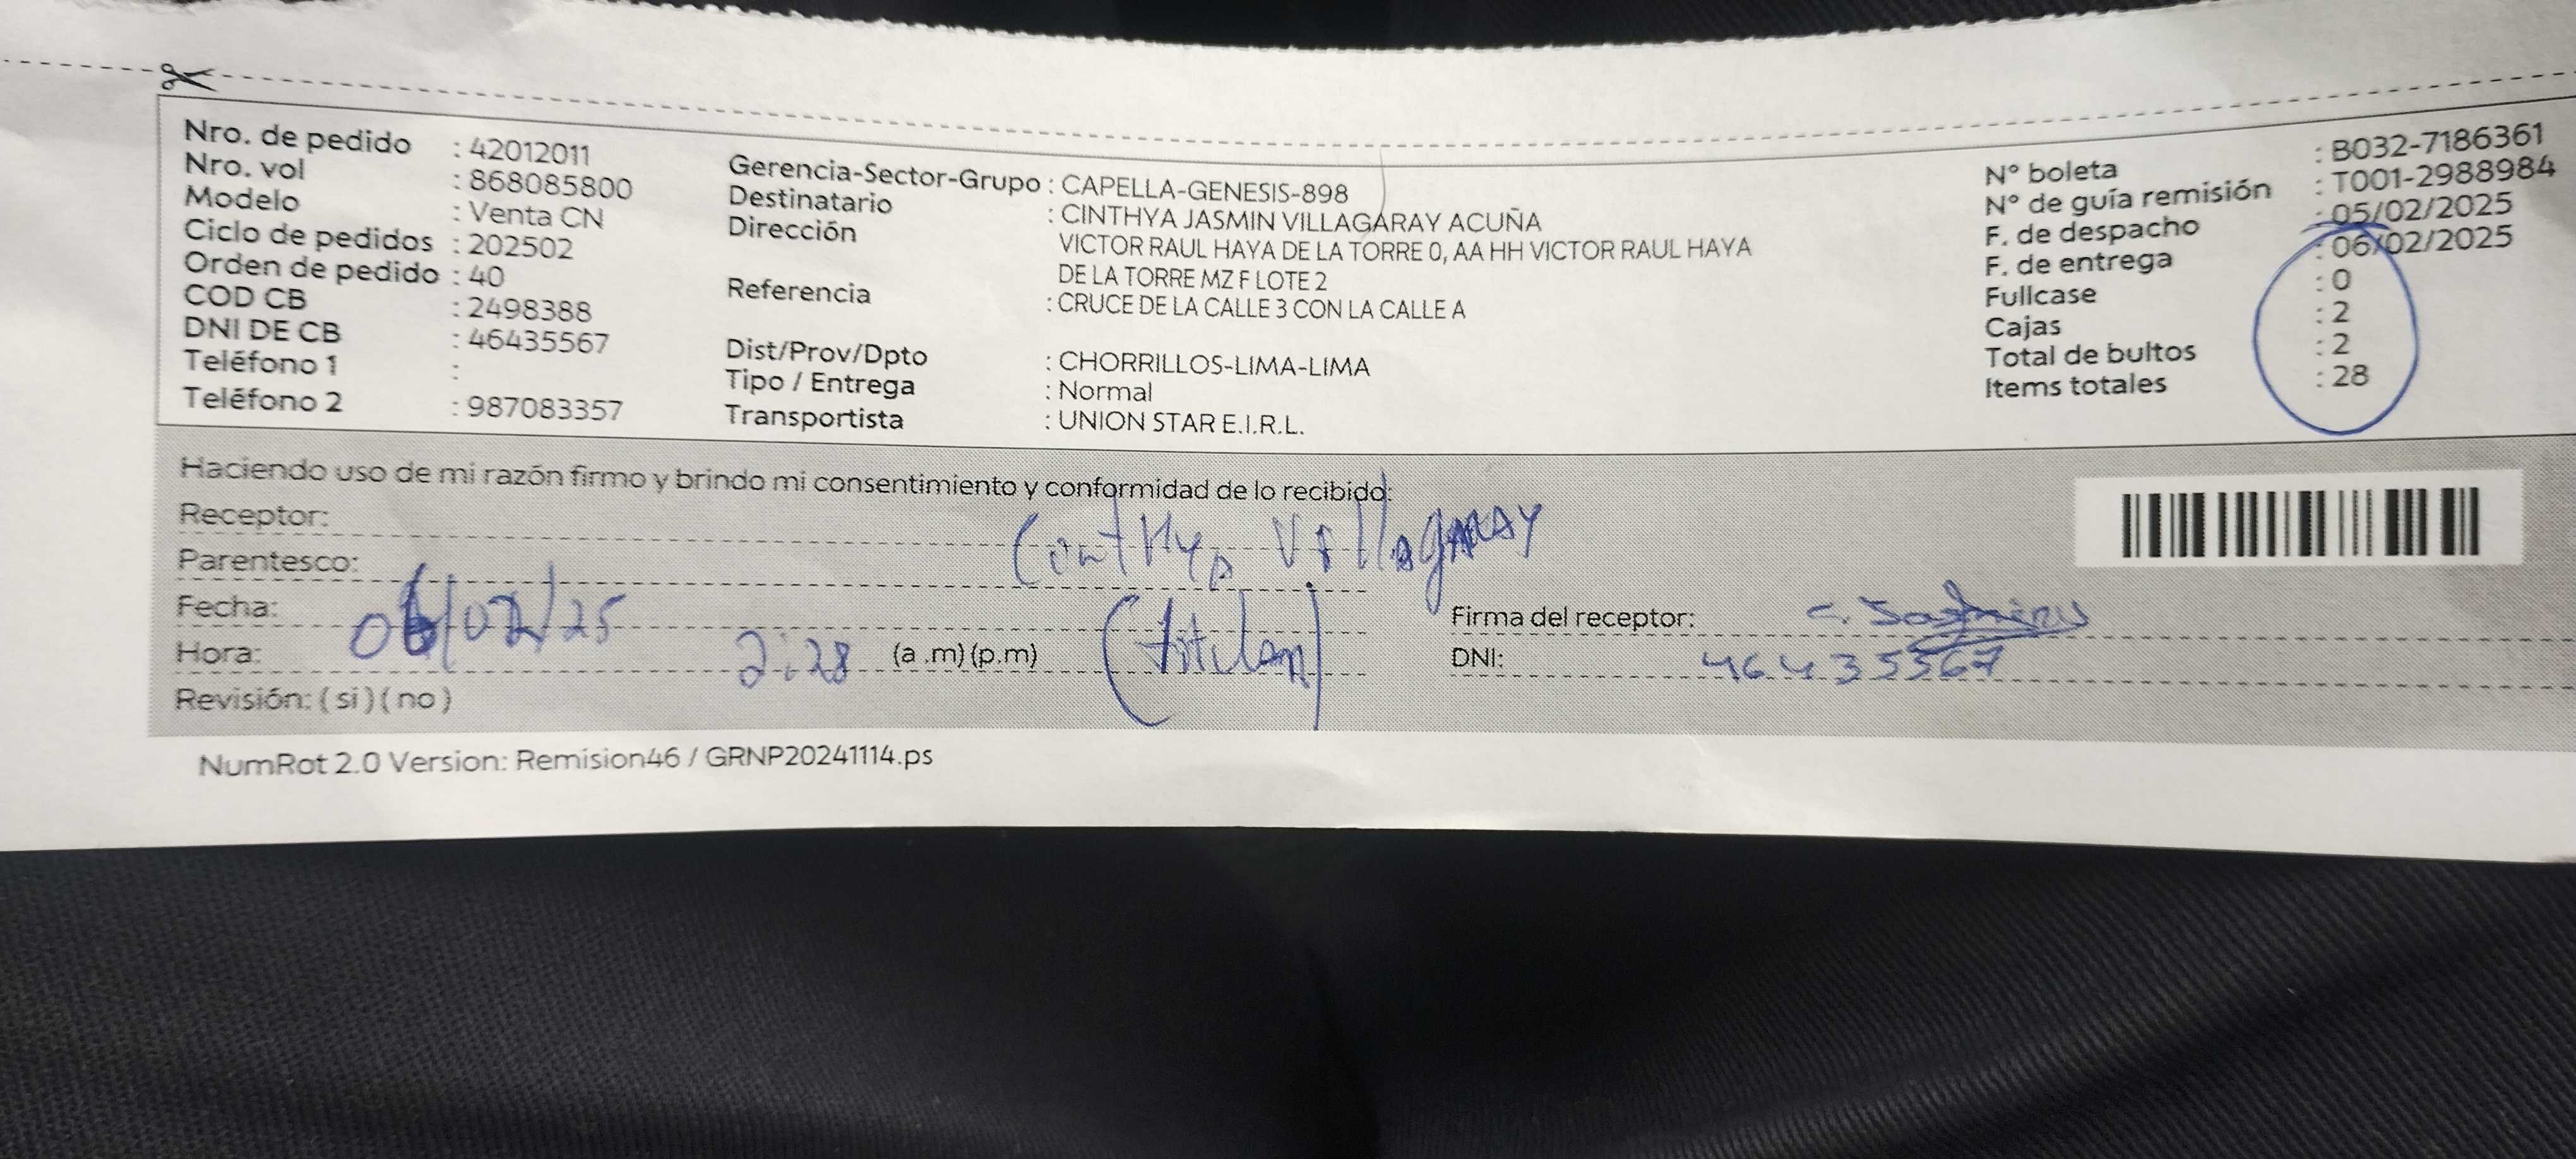 Nro. de pedido : 42012011
Nro. vol : 868085800
Modelo : Venta CN
Ciclo de pedidos : 202502
Orden de pedido : 40
COD CB : 2498388
DNI DE CB : 46435567
Teléfono 1 :
Teléfono 2 : 987083357
Gerencia-Sector-Grupo : CAPELLA-GENESIS-898
Destinatario : CINTHYA JASMIN VILLAGARAY ACUÑA
Dirección VICTOR RAUL HAYA DE LA TORRE 0, AA HH VICTOR RAUL HAYA
DE LA TORRE MZ F LOTE 2
Referencia : CRUCE DE LA CALLE 3 CON LA CALLE A
Dist/Prov/Dpto : CHORRILLOS-LIMA-LIMA
Tipo / Entrega : Normal
Transportista : UNION STAR E.I.R.L.
N° boleta : B032-7186361
N° de guía remisión : T001-2988984
F. de despacho : 05/02/2025
F. de entrega : 06/02/2025
Fullcase : 0
Cajas : 2
Total de bultos : 2
Items totales : 28
Haciendo uso de mi razón firmo y brindo mi consentimiento y conformidad de lo recibido:
Receptor: Cinthya Villagaray
Parentesco: (titular)
Fecha: 06/02/25
Hora: 2:28 (a .m) (p.m)
Revisión: ( si ) ( no )
Firma del receptor:
DNI: 46435567
NumRot 2.0 Version: Remision46 / GRNP20241114.ps